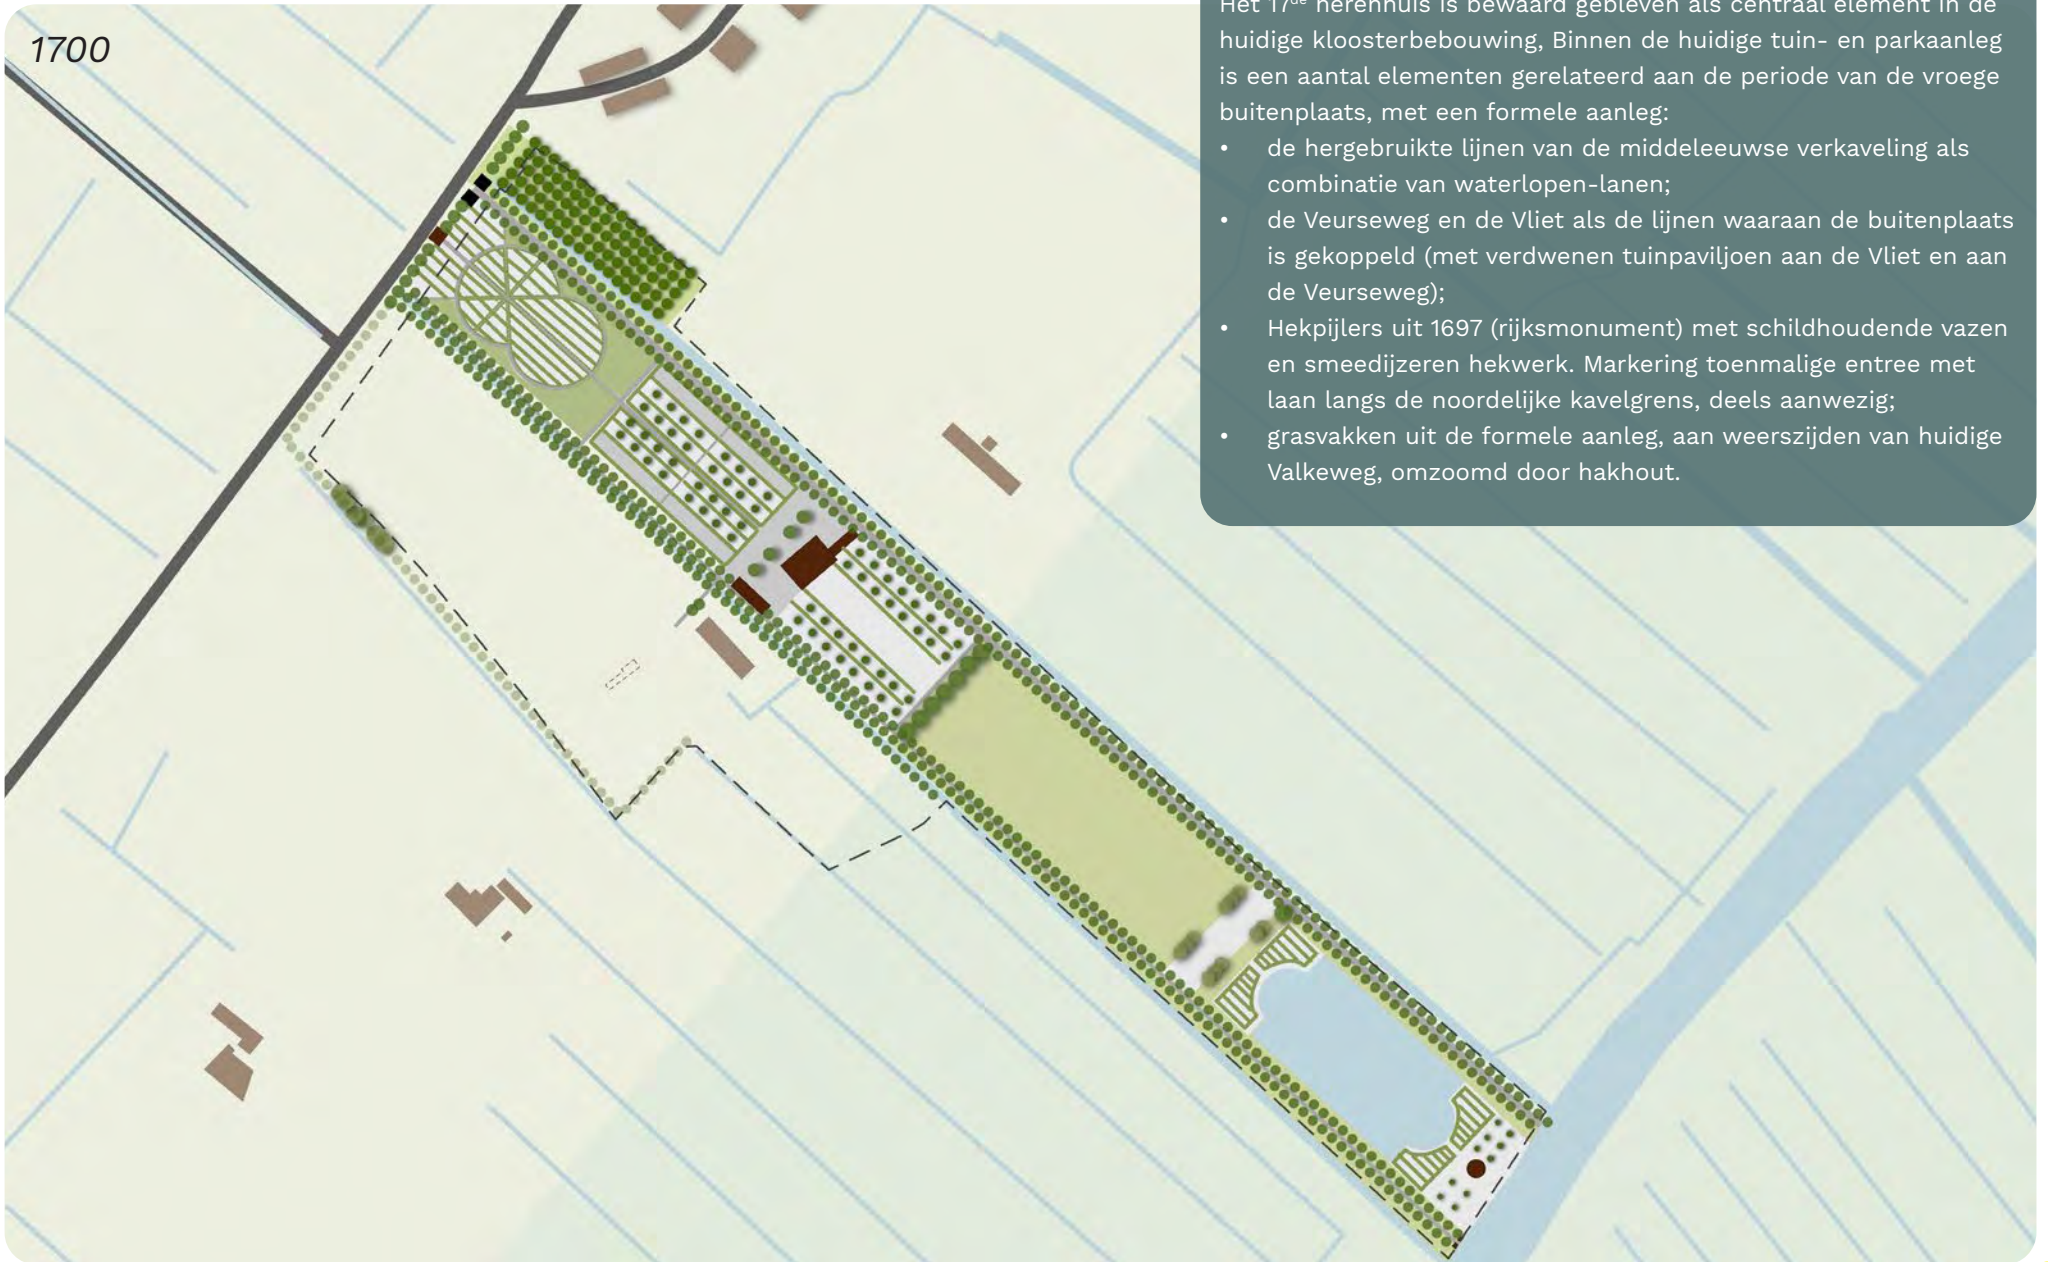 1700
Het 17de herenhuis is bewaard gebleven als centraal element in de
huidige kloosterbebouwing, Binnen de huidige tuin- en parkaanleg
is een aantal elementen gerelateerd aan de periode van de vroege
buitenplaats, met een formele aanleg:
• de hergebruikte lijnen van de middeleeuwse verkaveling als
combinatie van waterlopen-lanen;
• de Veurseweg en de Vliet als de lijnen waaraan de buitenplaats
is gekoppeld (met verdwenen tuinpaviljoen aan de Vliet en aan
de Veurseweg);
• Hekpijlers uit 1697 (rijksmonument) met schildhoudende vazen
en smeedijzeren hekwerk. Markering toenmalige entree met
laan langs de noordelijke kavelgrens, deels aanwezig;
• grasvakken uit de formele aanleg, aan weerszijden van huidige
Valkeweg, omzoomd door hakhout.